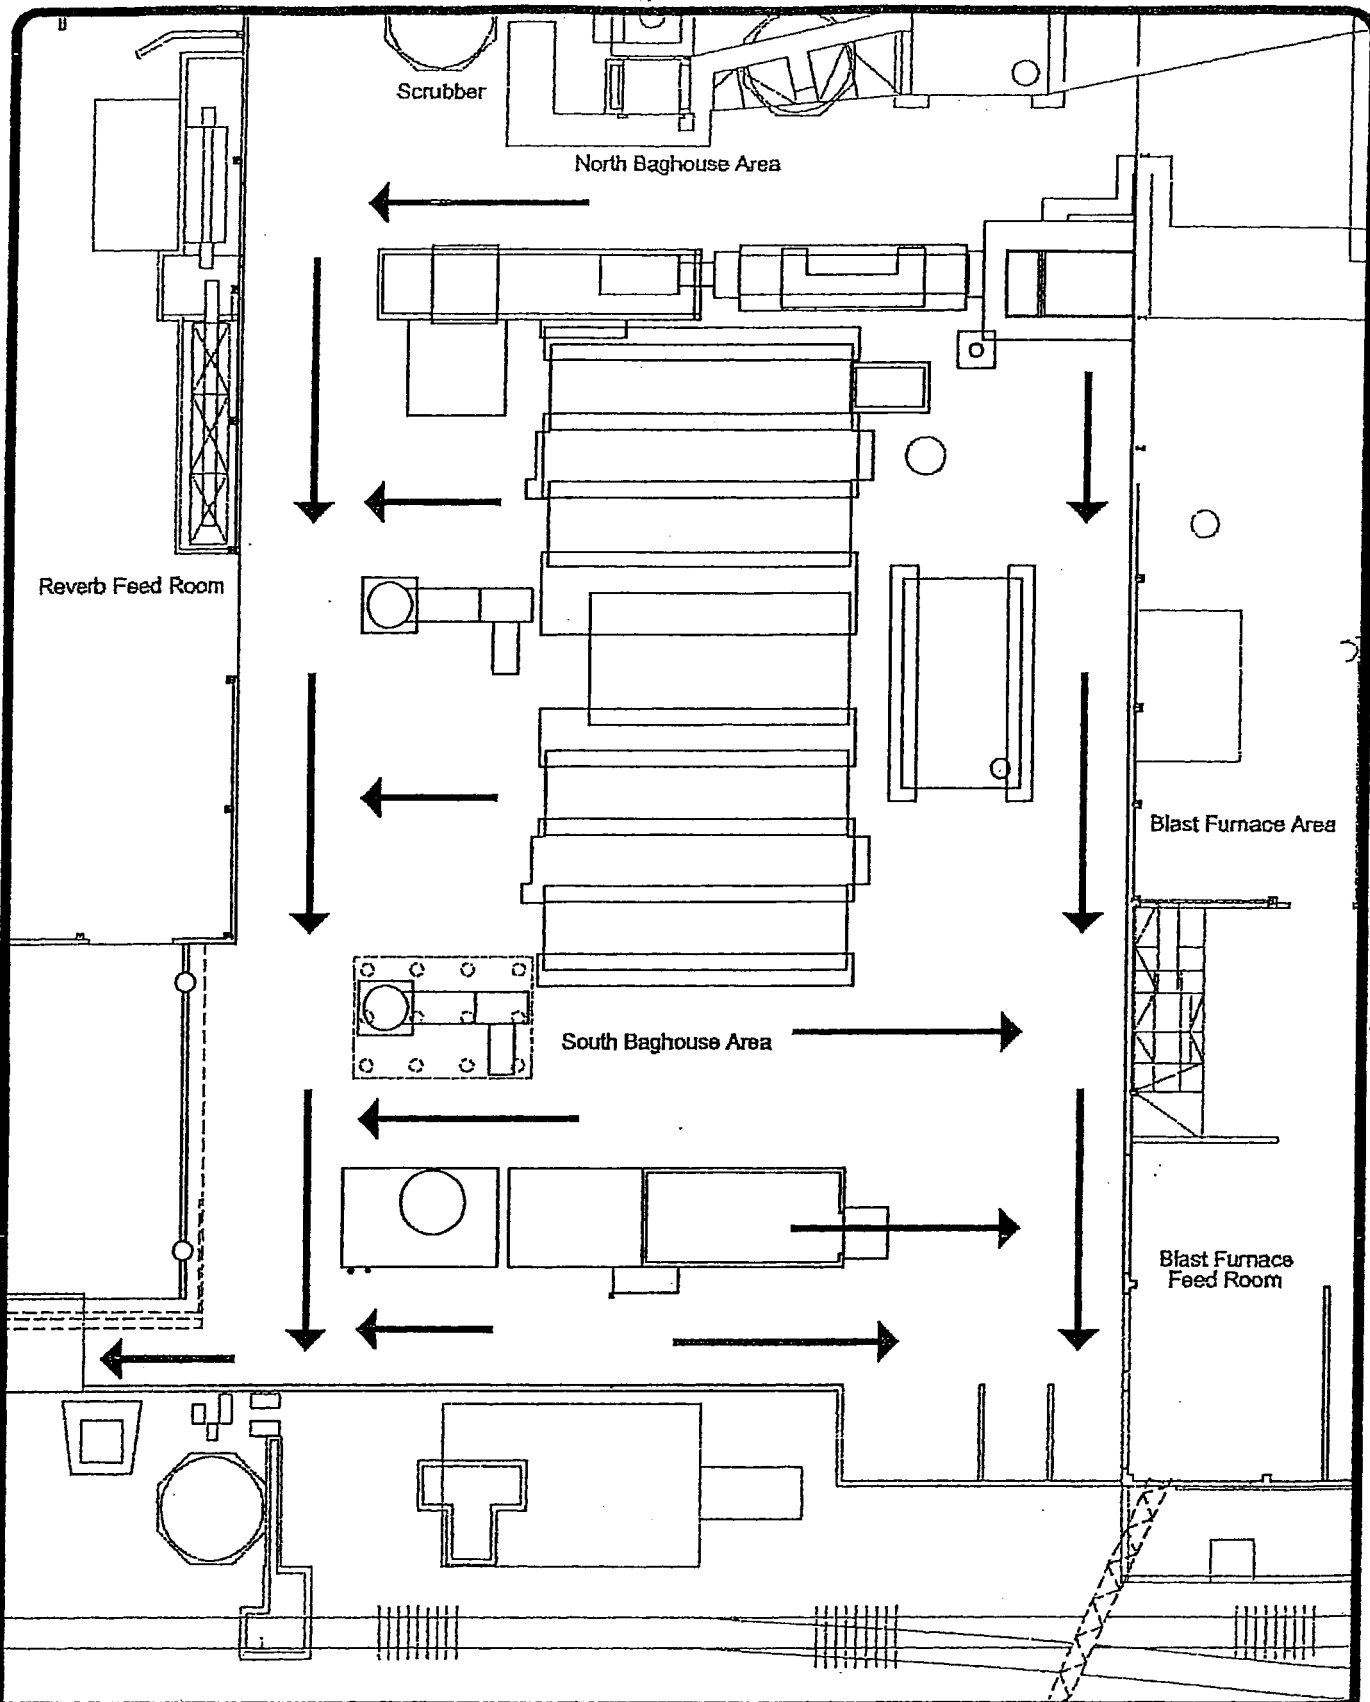 Scrubber
North Baghouse Area
Reverb Feed Room
Blast Furnace Area
South Baghouse Area
Blast Furnace
Feed Room